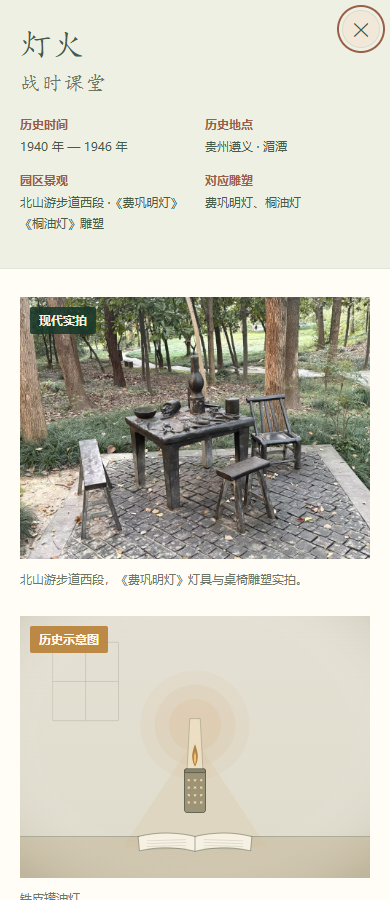 灯火
战时课堂
历史时间
1940 年 — 1946 年
历史地点
贵州遵义 · 湄潭
园区景观
北山游步道西段 · 《费巩明灯》
《桐油灯》雕塑
对应雕塑
费巩明灯、桐油灯
现代实拍
北山游步道西段，《费巩明灯》灯具与桌椅雕塑实拍。
历史示意图